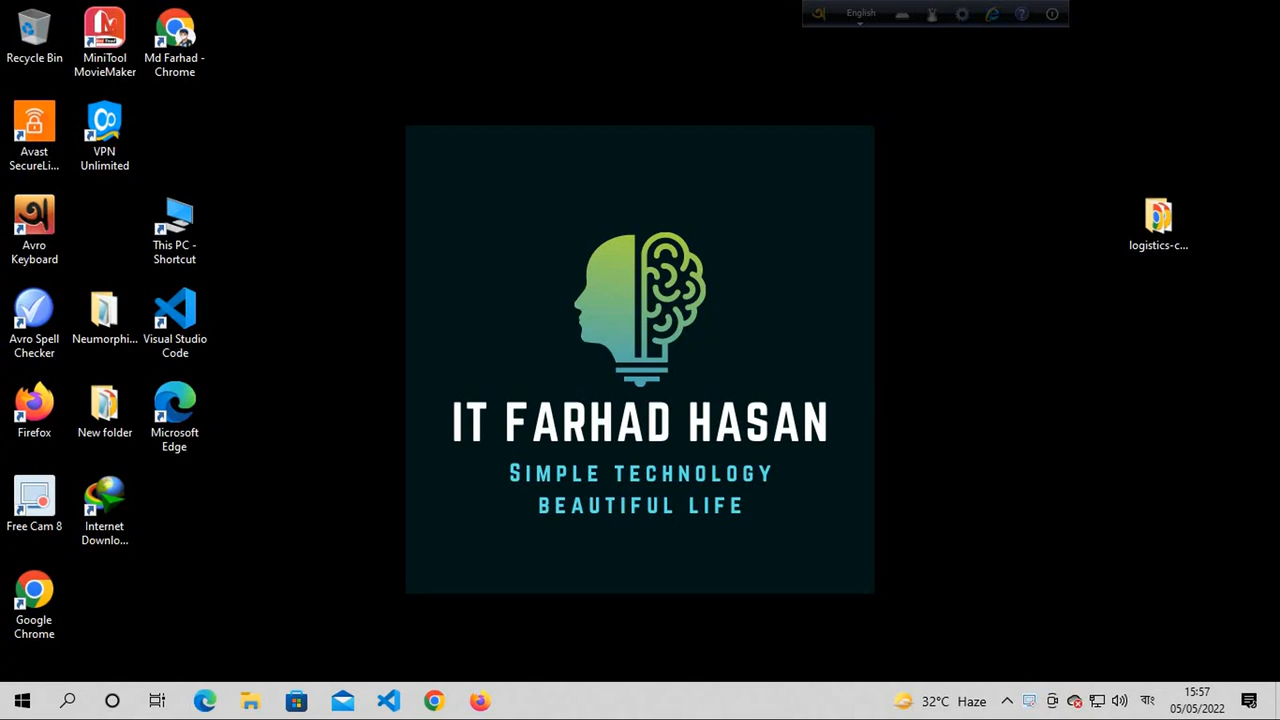 English
Recycle Bin
MiniTool
MovieMaker
Md Farhad -
Chrome
Avast
SecureLi...
VPN
Unlimited
অ
Avro
Keyboard
This PC -
Shortcut
logistics-c...
Avro Spell
Checker
Neumorphi...
Visual Studio
Code
Firefox
New folder
Microsoft
Edge
Free Cam 8
Internet
Downlo...
Google
Chrome
IT FARHAD HASAN
SIMPLE TECHNOLOGY
BEAUTIFUL LIFE
32°C Haze
বাং
15:57
05/05/2022